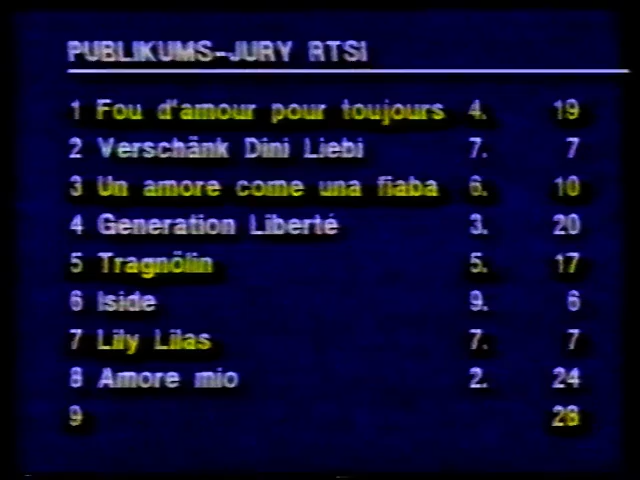 PUBLIKUMS-JURY RTSI
1 Fou d'amour pour toujours 4. 19
2 Verschänk Dini Liebi 7. 7
3 Un amore come una fiaba 6. 10
4 Generation Liberté 3. 20
5 Tragnölin 5. 17
6 Iside 9. 6
7 Lily Lilas 7. 7
8 Amore mio 2. 24
9 28